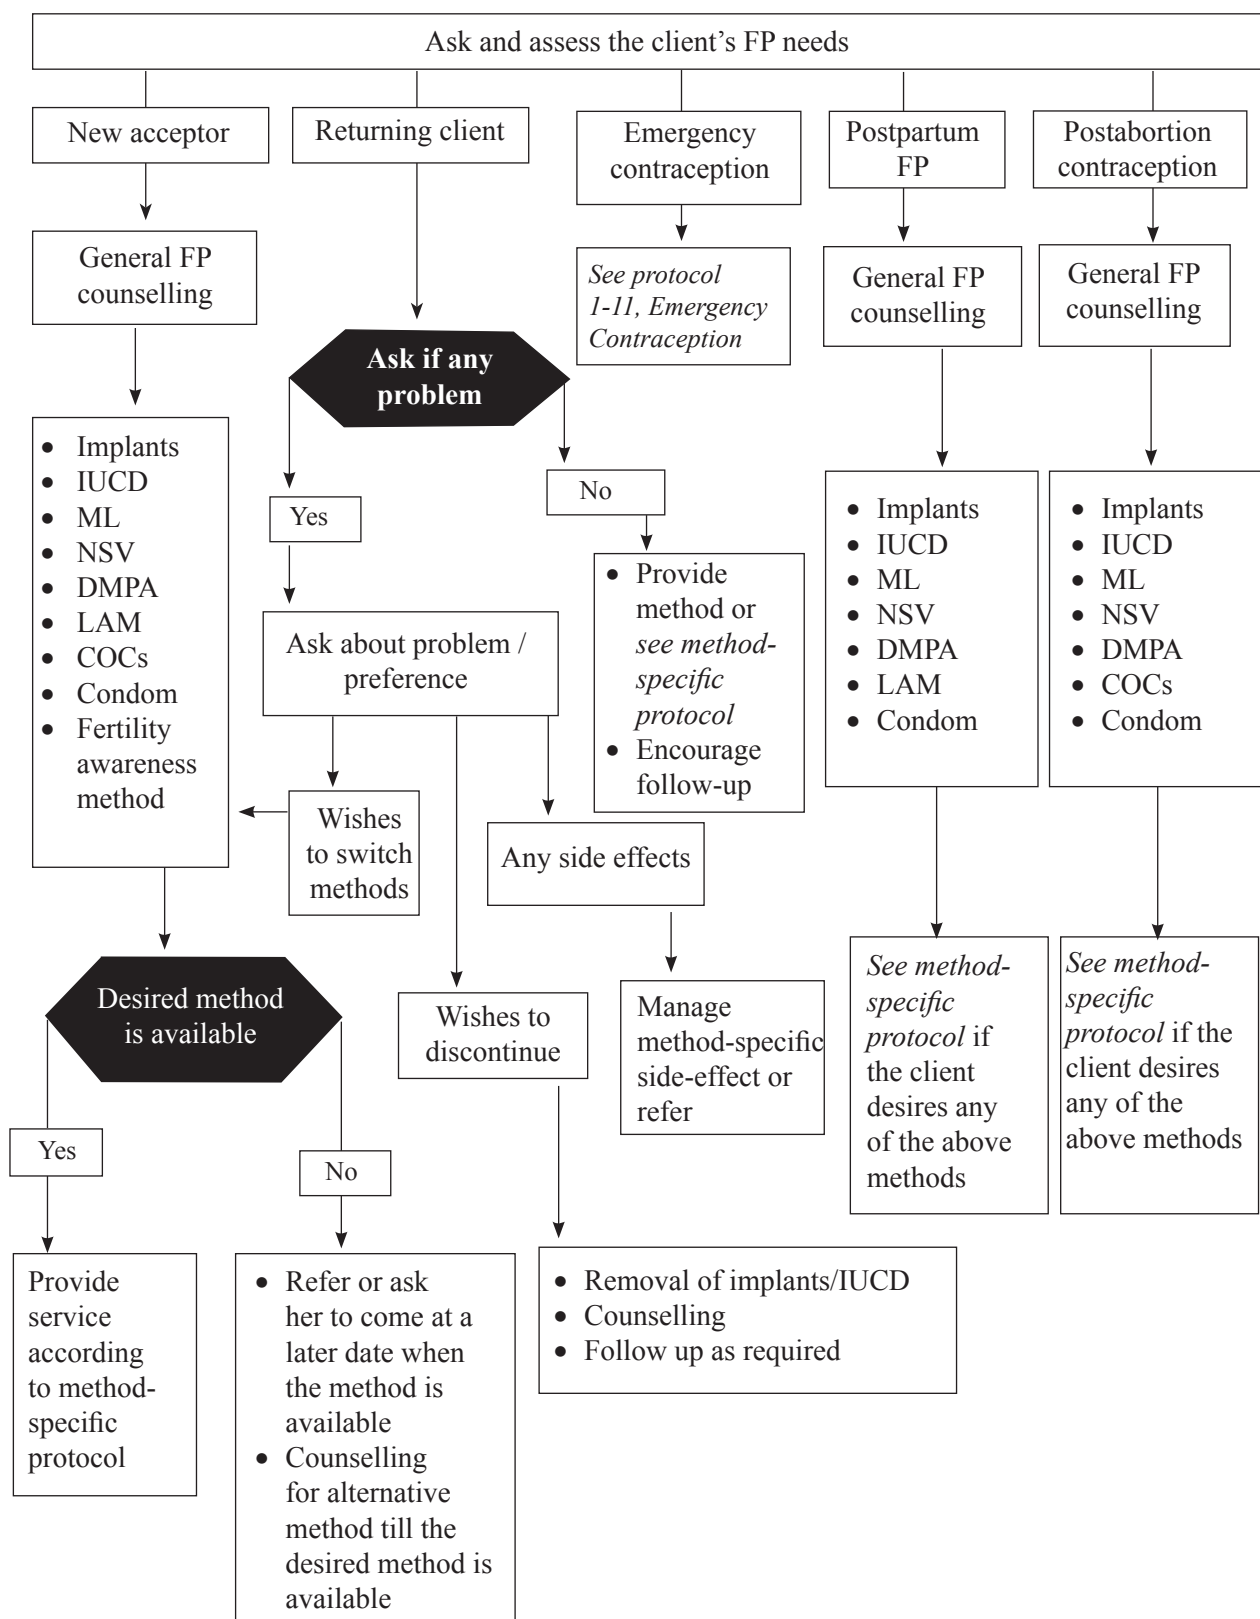 Ask and assess the client’s FP needs
New acceptor
Returning client
Emergency
contraception
Postpartum
FP
Postabortion
contraception
General FP
counselling
See protocol
1-11, Emergency
Contraception
General FP
counselling
General FP
counselling
Ask if any
problem
• Implants
• IUCD
• ML
• NSV
• DMPA
• LAM
• COCs
• Condom
• Fertility
awareness
method
Yes
No
Ask about problem /
preference
• Provide
method or
see method-
specific
protocol
• Encourage
follow-up
• Implants
• IUCD
• ML
• NSV
• DMPA
• LAM
• Condom
• Implants
• IUCD
• ML
• NSV
• DMPA
• COCs
• Condom
Wishes
to switch
methods
Any side effects
Desired method
is available
Wishes to
discontinue
Manage
method-specific
side-effect or
refer
See method-
specific
protocol if
the client
desires any
of the above
methods
See method-
specific
protocol if the
client desires
any of the
above methods
Yes
No
Provide
service
according
to method-
specific
protocol
• Refer or ask
her to come at a
later date when
the method is
available
• Counselling
for alternative
method till the
desired method is
available
• Removal of implants/IUCD
• Counselling
• Follow up as required